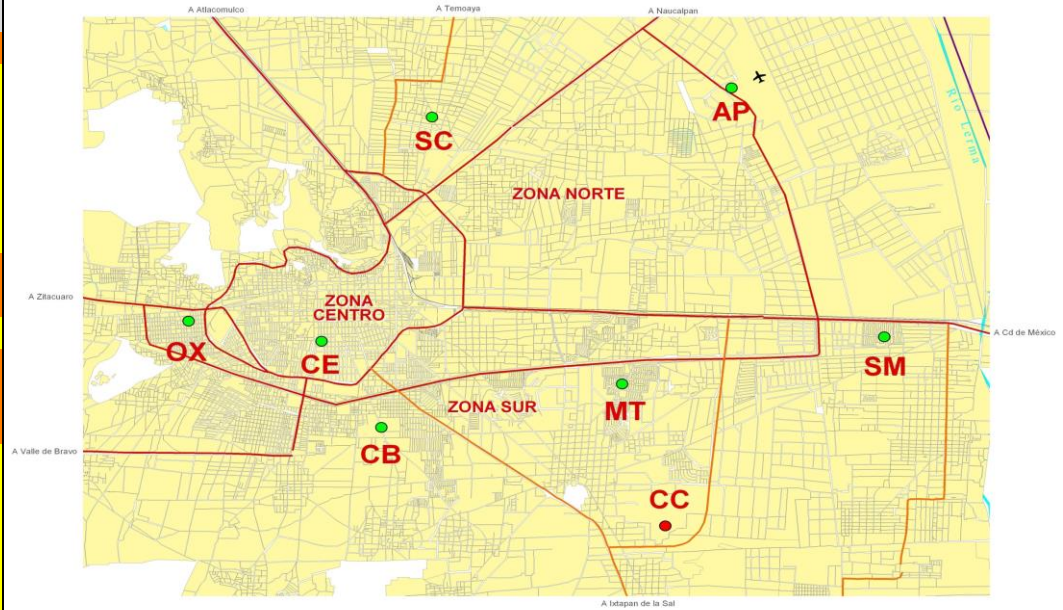 A Atlacomulco
A Temoaya
A Naucalpan
AP
Río Lerma
SC
ZONA NORTE
A Zitacuaro
ZONA
CENTRO
A Cd de México
OX
CE
SM
MT
ZONA SUR
CB
A Valle de Bravo
CC
A Ixtapan de la Sal